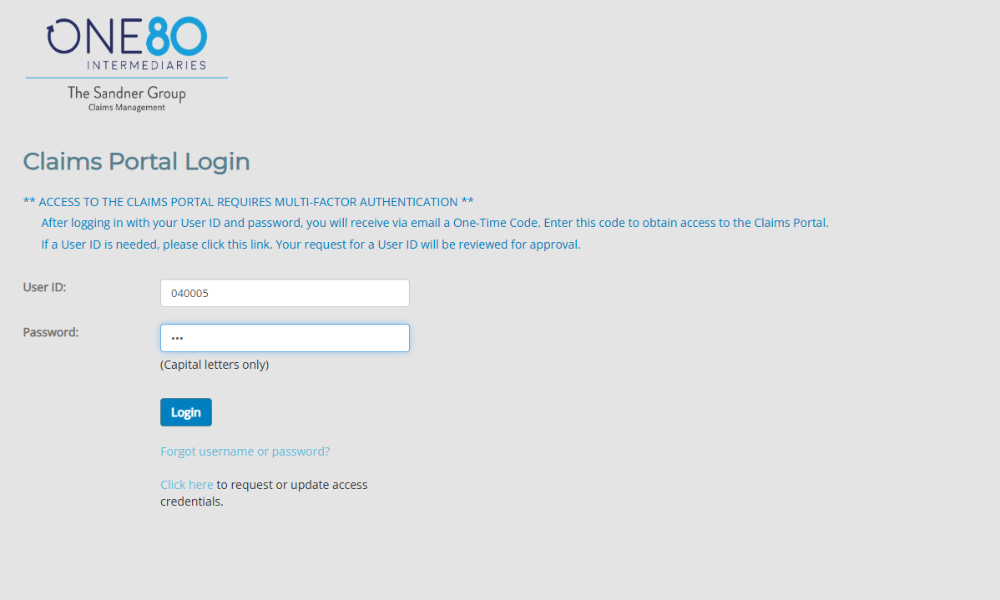 ONE80
INTERMEDIARIES
The Sandner Group
Claims Management
Claims Portal Login
** ACCESS TO THE CLAIMS PORTAL REQUIRES MULTI-FACTOR AUTHENTICATION **
After logging in with your User ID and password, you will receive via email a One-Time Code. Enter this code to obtain access to the Claims Portal.
If a User ID is needed, please click this link. Your request for a User ID will be reviewed for approval.
User ID: 040005
Password: •••
(Capital letters only)
Login
Forgot username or password?
Click here to request or update access
credentials.